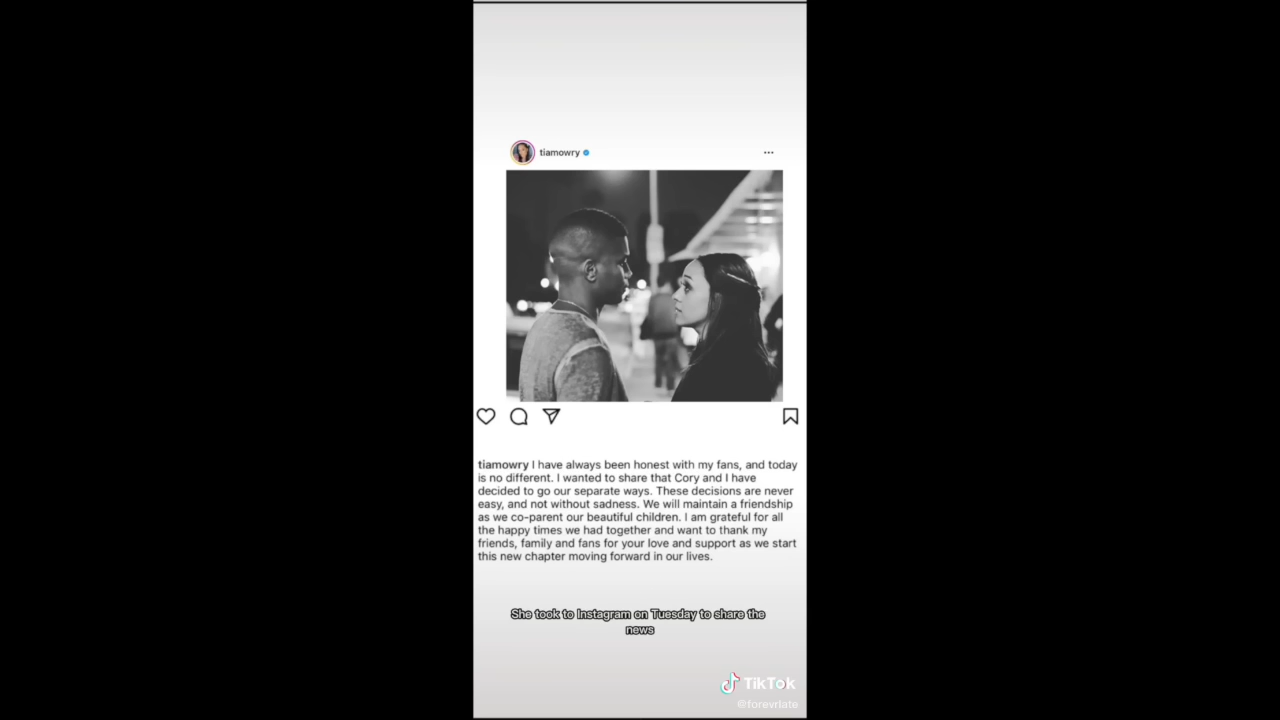 tiamowry
tiamowry I have always been honest with my fans, and today
is no different. I wanted to share that Cory and I have
decided to go our separate ways. These decisions are never
easy, and not without sadness. We will maintain a friendship
as we co-parent our beautiful children. I am grateful for all
the happy times we had together and want to thank my
friends, family and fans for your love and support as we start
this new chapter moving forward in our lives.
She took to Instagram on Tuesday to share the
news
TikTok
@forevrlate